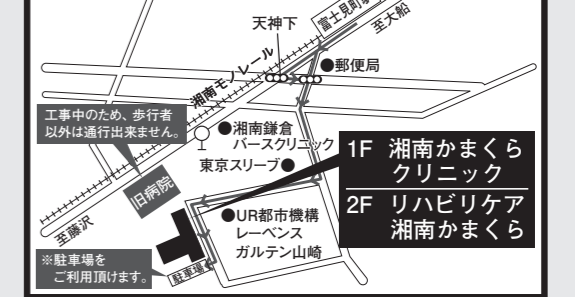 富士見町駅
至大船
天神下
●郵便局
湘南モノレール
工事中のため、歩行者
以外は通行出来ません。
●湘南鎌倉
バースクリニック
東京スリーブ●
旧病院
1F 湘南かまくら
クリニック
2F リハビリケア
湘南かまくら
●UR都市機構
レーベンス
ガルテン山崎
至藤沢
※駐車場を
ご利用頂けます。
駐車場